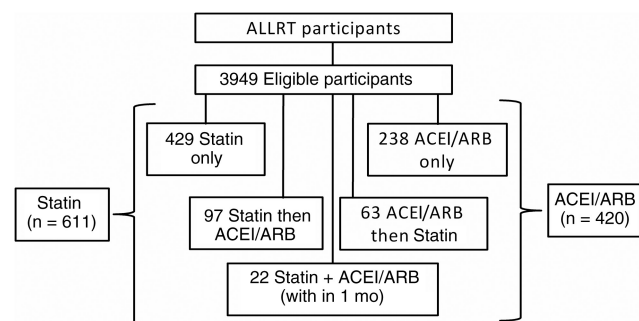 ALLRT participants
3949 Eligible participants
429 Statin
only
238 ACEI/ARB
only
Statin
(n = 611)
97 Statin then
ACEI/ARB
63 ACEI/ARB
then Statin
ACEI/ARB
(n = 420)
22 Statin + ACEI/ARB
(with in 1 mo)